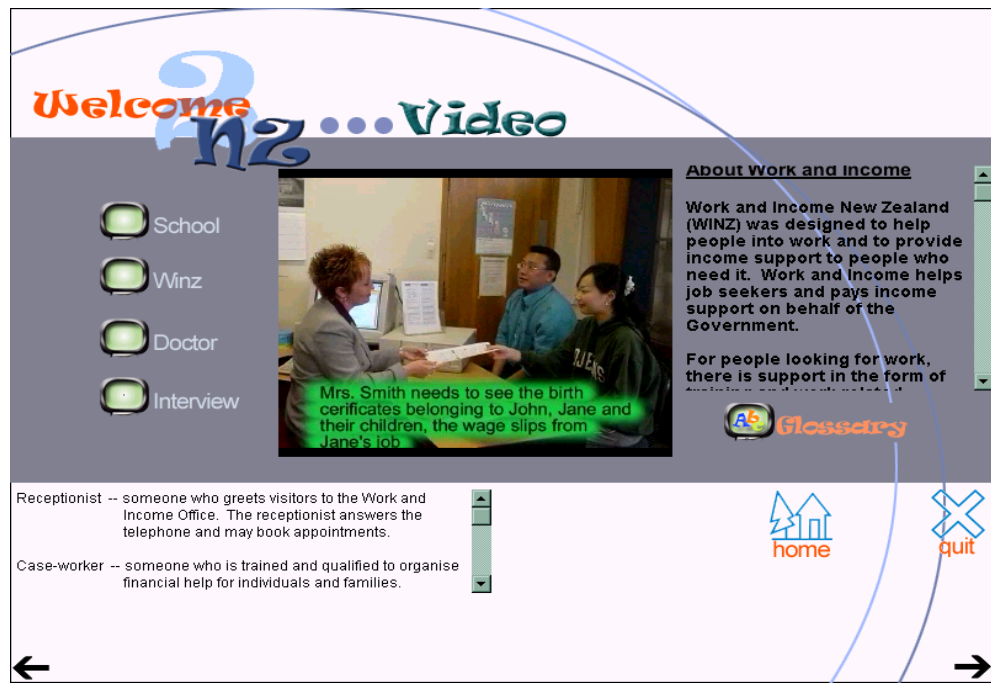 Welcome
2
NZ ... Video
School
Winz
Doctor
Interview
Mrs. Smith needs to see the birth
cerificates belonging to John, Jane and
their children, the wage slips from
Jane's job
About Work and Income
Work and Income New Zealand
(WINZ) was designed to help
people into work and to provide
income support to people who
need it. Work and Income helps
job seekers and pays income
support on behalf of the
Government.
For people looking for work,
there is support in the form of
training and work related
Abc Glossary
Receptionist -- someone who greets visitors to the Work and
Income Office. The receptionist answers the
telephone and may book appointments.
Case-worker -- someone who is trained and qualified to organise
financial help for individuals and families.
home
quit